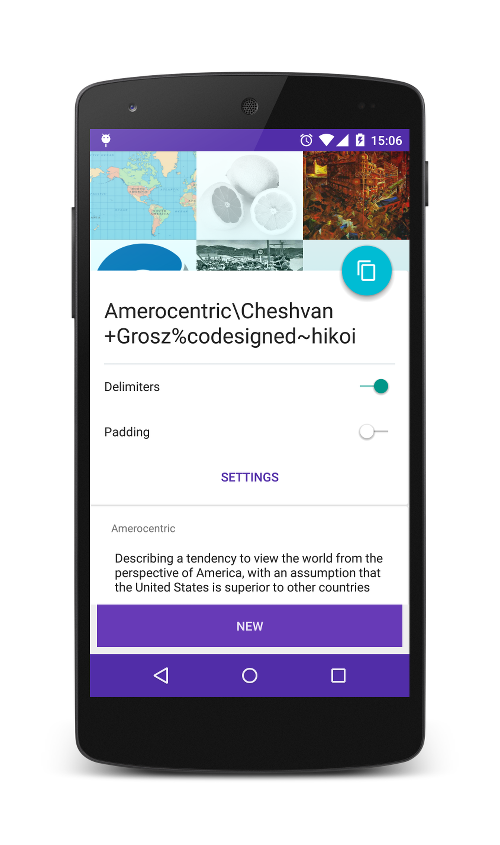 15:06
Amerocentric\Cheshvan
+Grosz%codesigned~hikoi
Delimiters
Padding
SETTINGS
Amerocentric
Describing a tendency to view the world from the
perspective of America, with an assumption that
the United States is superior to other countries
NEW